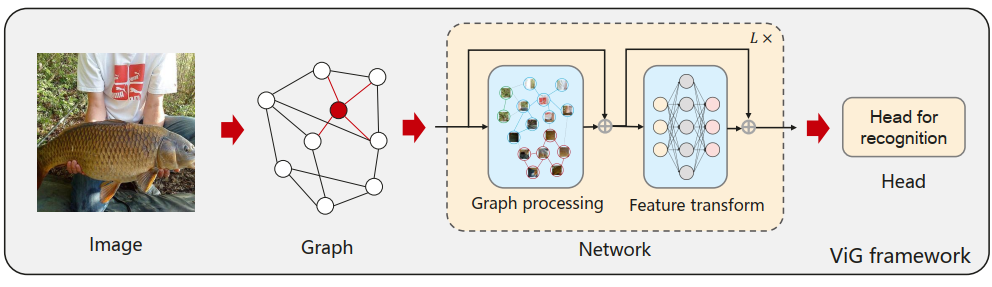 L ×
Head for
recognition
Graph processing
Feature transform
Head
Image
Graph
Network
ViG framework